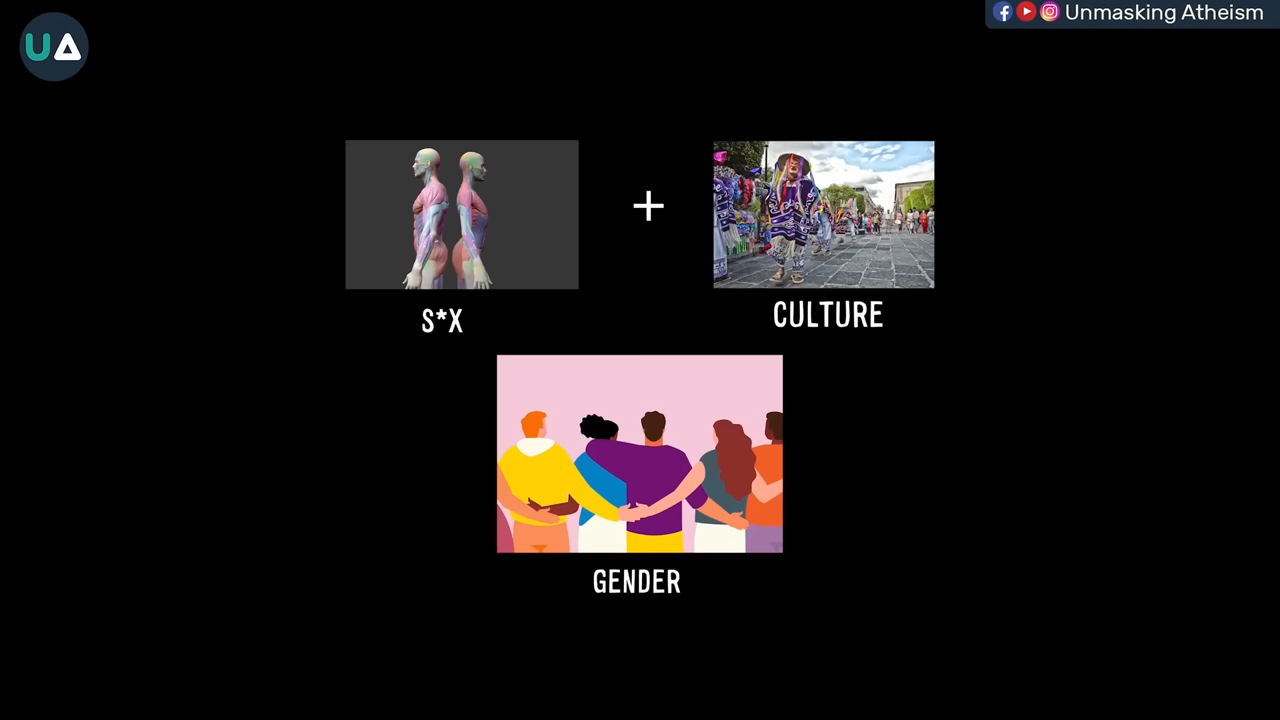 UA
Unmasking Atheism
+
S*X
CULTURE
GENDER